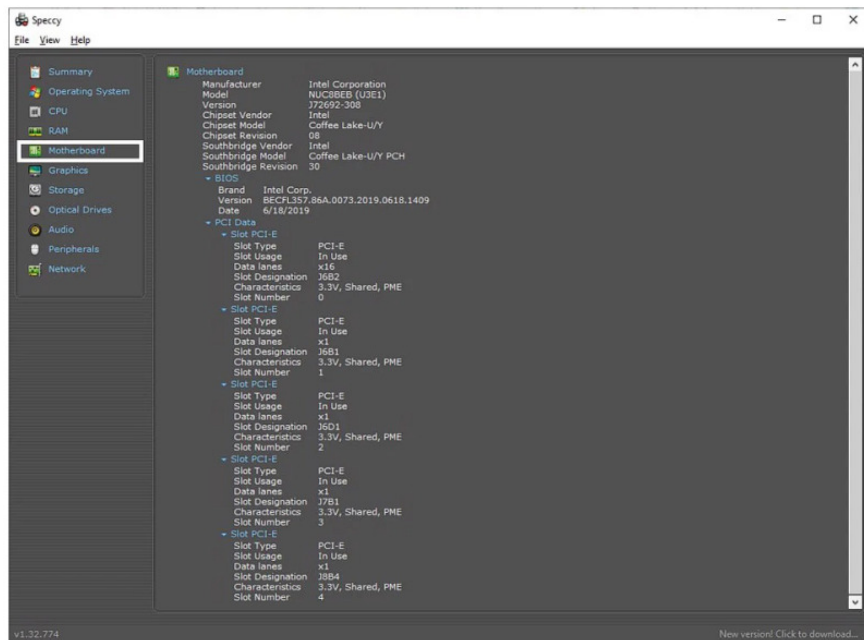 Speccy
File View Help
Summary
Operating System
CPU
RAM
Motherboard
Graphics
Storage
Optical Drives
Audio
Peripherals
Network
Motherboard
Manufacturer Intel Corporation
Model NUC8BEB (U3E1)
Version J72692-308
Chipset Vendor Intel
Chipset Model Coffee Lake-U/Y
Chipset Revision 08
Southbridge Vendor Intel
Southbridge Model Coffee Lake-U/Y PCH
Southbridge Revision 30
BIOS
Brand Intel Corp.
Version BECFL357.86A.0073.2019.0618.1409
Date 6/18/2019
PCI Data
Slot PCI-E
Slot Type PCI-E
Slot Usage In Use
Data lanes x16
Slot Designation J6B2
Characteristics 3.3V, Shared, PME
Slot Number 0
Slot PCI-E
Slot Type PCI-E
Slot Usage In Use
Data lanes x1
Slot Designation J6B1
Characteristics 3.3V, Shared, PME
Slot Number 1
Slot PCI-E
Slot Type PCI-E
Slot Usage In Use
Data lanes x1
Slot Designation J6D1
Characteristics 3.3V, Shared, PME
Slot Number 2
Slot PCI-E
Slot Type PCI-E
Slot Usage In Use
Data lanes x1
Slot Designation J7B1
Characteristics 3.3V, Shared, PME
Slot Number 3
Slot PCI-E
Slot Type PCI-E
Slot Usage In Use
Data lanes x1
Slot Designation J8B4
Characteristics 3.3V, Shared, PME
Slot Number 4
v1.32.774
New version! Click to download...